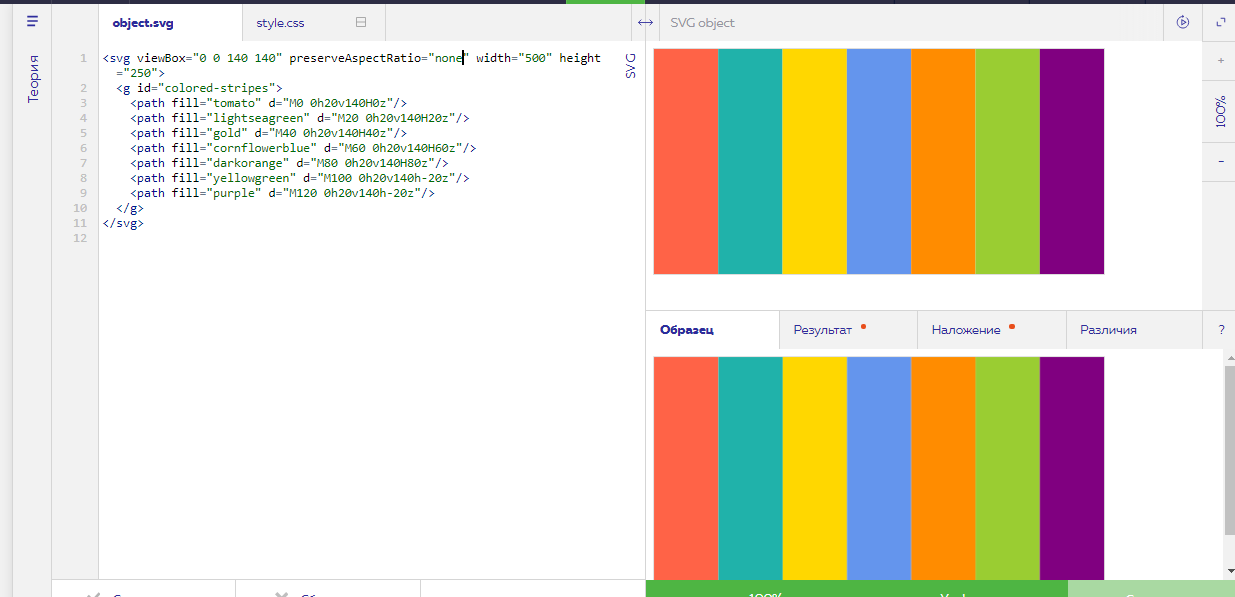 object.svg
style.css
SVG object
Теория
SVG
1 <svg viewBox="0 0 140 140" preserveAspectRatio="none" width="500" height
="250">
2 <g id="colored-stripes">
3 <path fill="tomato" d="M0 0h20v140H0z"/>
4 <path fill="lightseagreen" d="M20 0h20v140H20z"/>
5 <path fill="gold" d="M40 0h20v140H40z"/>
6 <path fill="cornflowerblue" d="M60 0h20v140H60z"/>
7 <path fill="darkorange" d="M80 0h20v140H80z"/>
8 <path fill="yellowgreen" d="M100 0h20v140h-20z"/>
9 <path fill="purple" d="M120 0h20v140h-20z"/>
10 </g>
11 </svg>
12
+
100%
-
Образец
Результат
Наложение
Различия
?
100%